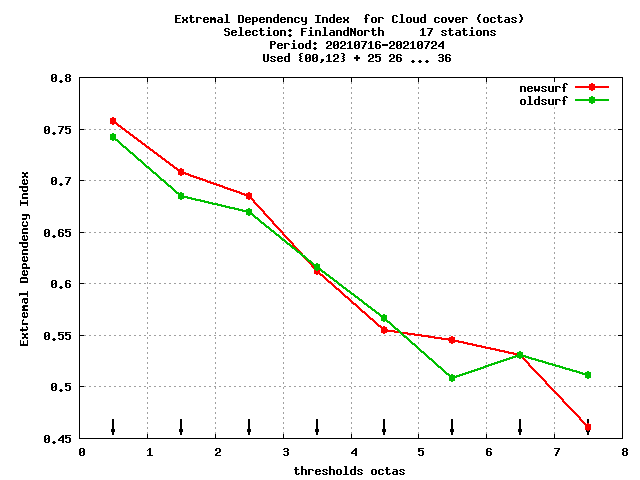 Extremal Dependency Index  for Cloud cover (octas)
Selection: FinlandNorth     17 stations
Period: 20210716-20210724
Used {00,12} + 25 26 ... 36
newsurf
oldsurf
0.8
0.75
0.7
0.65
0.6
0.55
0.5
0.45
Extremal Dependency Index
0 1 2 3 4 5 6 7 8
thresholds octas